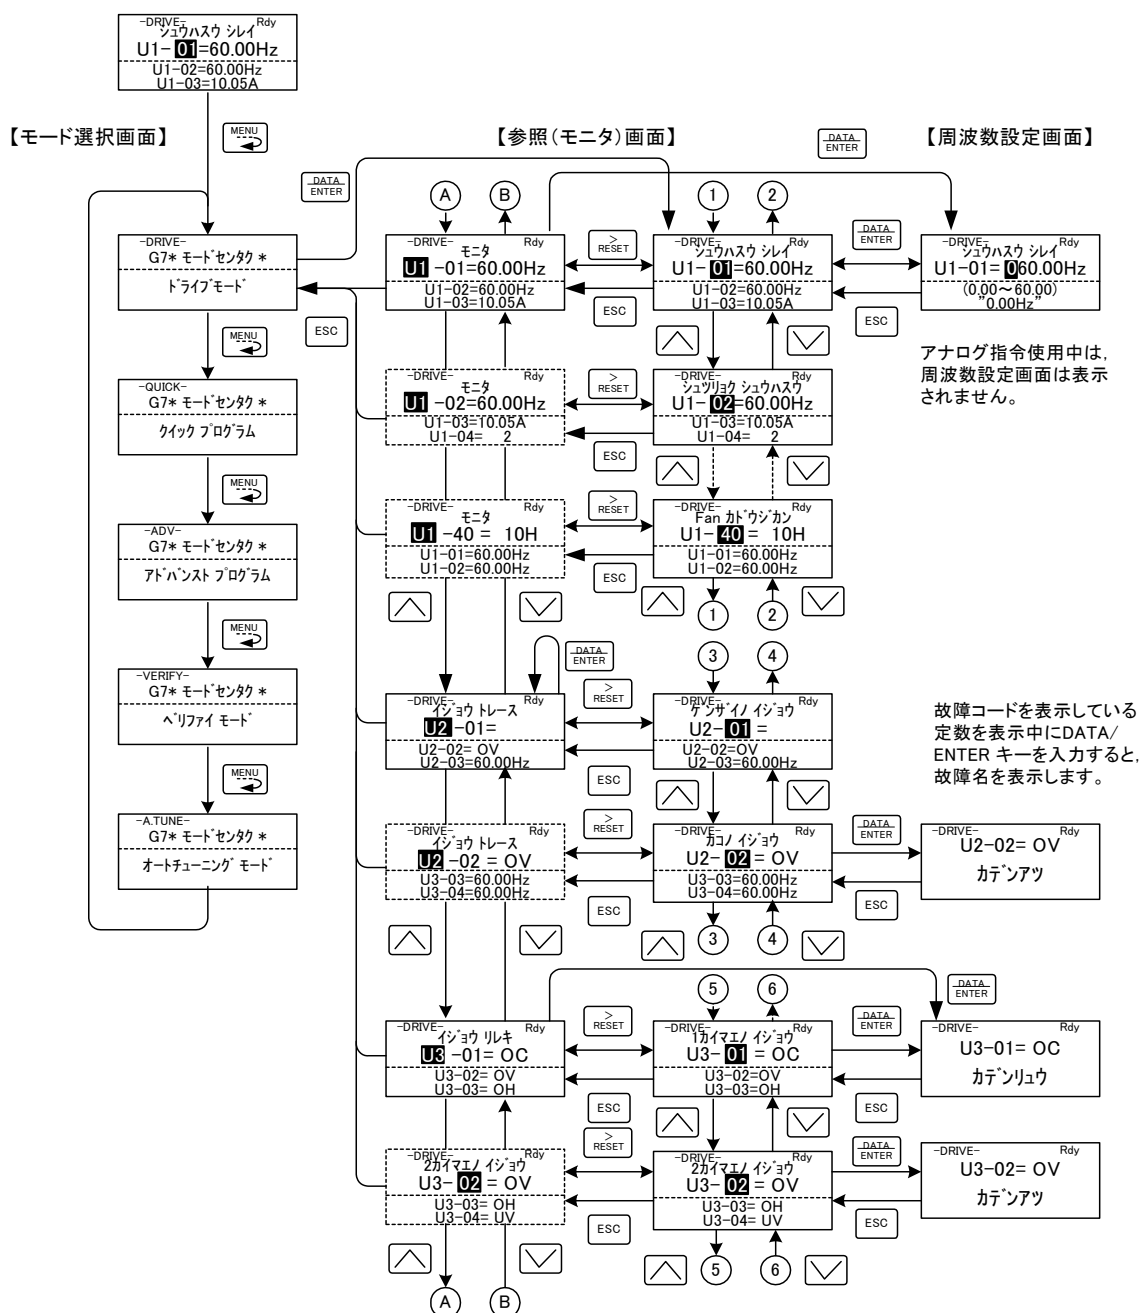 -DRIVE-
Rdy
シュウハスウ シレイ
U1- 01=60.00Hz
U1-02=60.00Hz
U1-03=10.05A
【モード選択画面】
MENU
【参照(モニタ)画面】
DATA
ENTER
【周波数設定画面】
DATA
ENTER
A
B
1
2
-DRIVE-
G7* モードセンタク *
ドライブモード
-DRIVE-
Rdy
モニタ
U1 -01=60.00Hz
U1-02=60.00Hz
U1-03=10.05A
>
RESET
ESC
-DRIVE-
Rdy
シュウハスウ シレイ
U1- 01=60.00Hz
U1-02=60.00Hz
U1-03=10.05A
DATA
ENTER
ESC
-DRIVE-
Rdy
シュウハスウ シレイ
U1-01= 060.00Hz
(0.00~60.00)
"0.00Hz"
ESC
MENU
アナログ指令使用中は,
周波数設定画面は表示
されません。
-QUICK-
G7* モードセンタク *
クイック プログラム
-DRIVE-
Rdy
モニタ
U1 -02=60.00Hz
U1-03=10.05A
U1-04= 2
>
RESET
ESC
-DRIVE-
Rdy
シュツリョク シュウハスウ
U1- 02=60.00Hz
U1-03=10.05A
U1-04= 2
MENU
-ADV-
G7* モードセンタク *
アドバンスト プログラム
-DRIVE-
Rdy
モニタ
U1 -40 = 10H
U1-01=60.00Hz
U1-02=60.00Hz
>
RESET
ESC
-DRIVE-
Rdy
Fan カドウジカン
U1- 40 = 10H
U1-01=60.00Hz
U1-02=60.00Hz
1
2
MENU
DATA
ENTER
3
4
-VERIFY-
G7* モードセンタク *
ベリファイ モード
-DRIVE-
Rdy
イジョウ トレース
U2 -01=
U2-02= OV
U2-03=60.00Hz
>
RESET
ESC
-DRIVE-
Rdy
ゲンザイノ イジョウ
U2- 01 =
U2-02=OV
U2-03=60.00Hz
故障コードを表示している
定数を表示中にDATA/
ENTER キーを入力すると,
故障名を表示します。
MENU
-A.TUNE-
G7* モードセンタク *
オートチューニング モード
-DRIVE-
Rdy
イジョウ トレース
U2 -02 = OV
U3-03=60.00Hz
U3-04=60.00Hz
>
RESET
ESC
-DRIVE-
Rdy
カコノ イジョウ
U2- 02 = OV
U3-03=60.00Hz
U3-04=60.00Hz
DATA
ENTER
ESC
U2-02= OV
カデンアツ
3
4
5
6
DATA
ENTER
-DRIVE-
Rdy
イジョウ リレキ
U3 -01= OC
U3-02= OV
U3-03= OH
>
RESET
ESC
-DRIVE-
Rdy
1カイマエノ イジョウ
U3- 01 = OC
U3-02=OV
U3-03=OH
DATA
ENTER
ESC
-DRIVE-
Rdy
U3-01= OC
カデンリュウ
-DRIVE-
Rdy
2カイマエノ イジョウ
U3- 02 = OV
U3-03= OH
U3-04= UV
>
RESET
ESC
-DRIVE-
Rdy
2カイマエノ イジョウ
U3- 02 = OV
U3-03= OH
U3-04= UV
DATA
ENTER
ESC
-DRIVE-
Rdy
U3-02= OV
カデンアツ
5
6
A
B